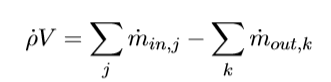 ρ̇V = ∑_j ṁ_{in,j} − ∑_k ṁ_{out,k}